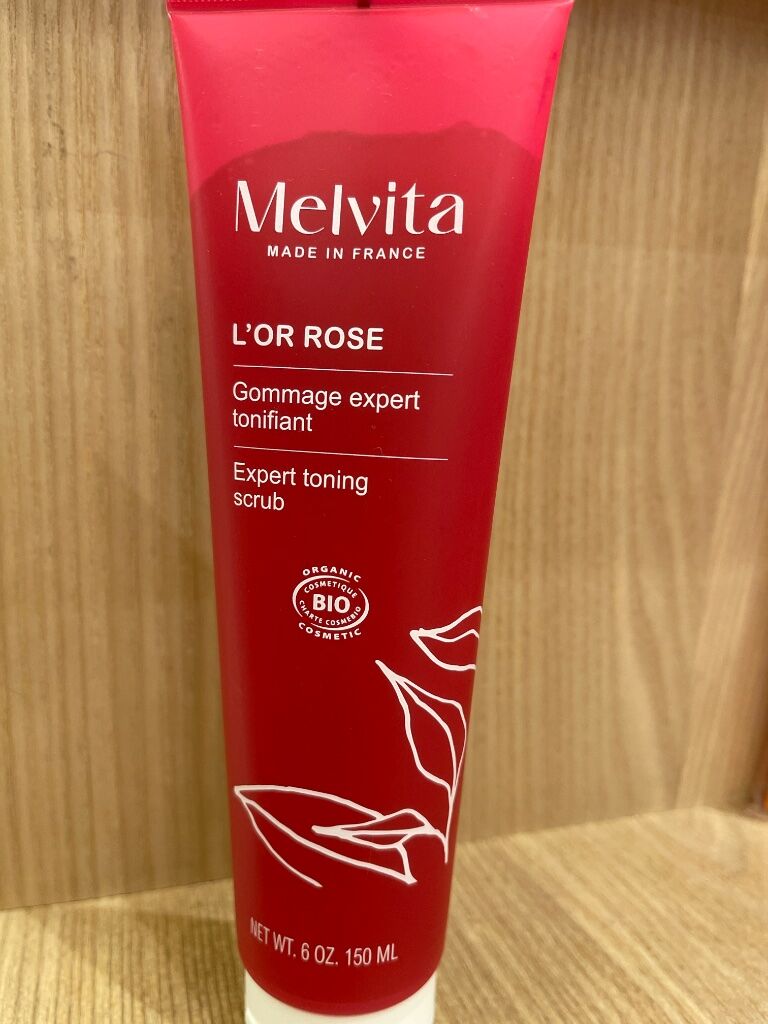 Melvita
MADE IN FRANCE
L'OR ROSE
Gommage expert
tonifiant
Expert toning
scrub
ORGANIC
COSMETIQUE
BIO
CHARTE COSMEBIO
COSMETIC
NET WT. 6 OZ. 150 ML